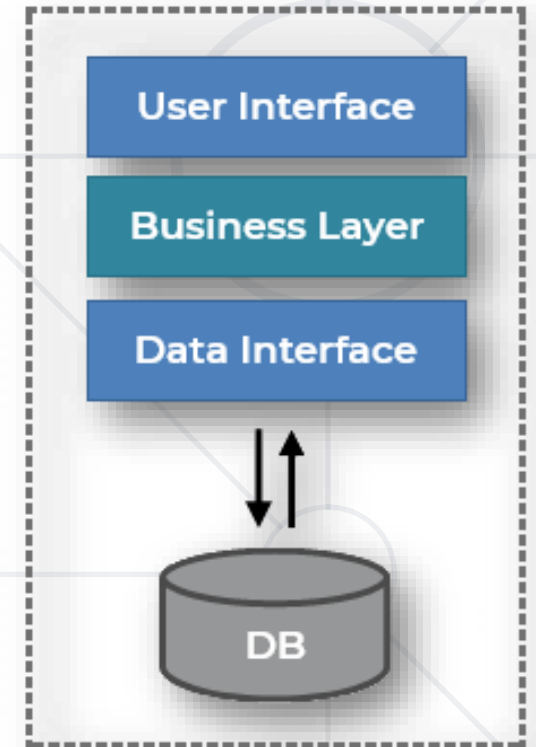 User Interface
Business Layer
Data Interface
DB